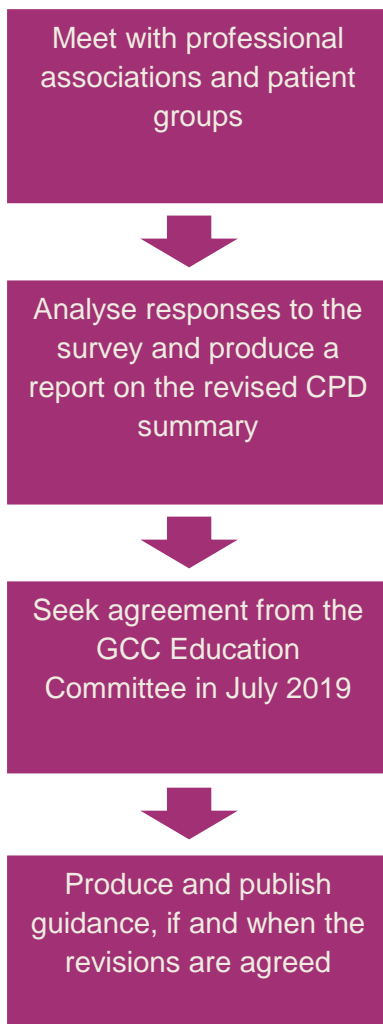 Meet with professional
associations and patient
groups
Analyse responses to the
survey and produce a
report on the revised CPD
summary
Seek agreement from the
GCC Education
Committee in July 2019
Produce and publish
guidance, if and when the
revisions are agreed